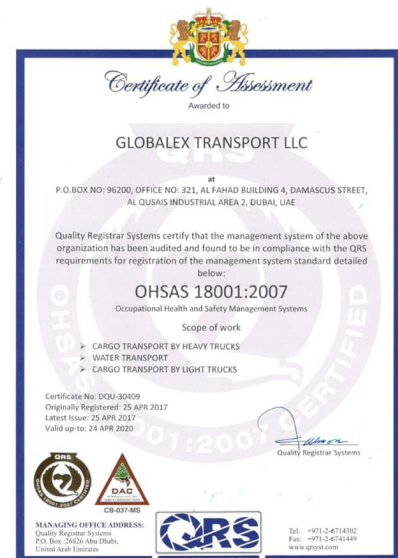 Certificate of Assessment
Awarded to
GLOBALEX TRANSPORT LLC
at
P.O.BOX NO: 96200, OFFICE NO: 321, AL FAHAD BUILDING 4, DAMASCUS STREET,
AL QUSAIS INDUSTRIAL AREA 2, DUBAI, UAE
Quality Registrar Systems certify that the management system of the above
organization has been audited and found to be in compliance with the QRS
requirements for registration of the management system standard detailed
below:
OHSAS 18001:2007
Occupational Health and Safety Management Systems
Scope of work
➢ CARGO TRANSPORT BY HEAVY TRUCKS
➢ WATER TRANSPORT
➢ CARGO TRANSPORT BY LIGHT TRUCKS
Certificate No: DQU-30409
Originally Registered: 25 APR 2017
Latest Issue: 25 APR 2017
Valid up-to: 24 APR 2020
Quality Registrar Systems
QRS
OHSAS 18001:2007 CERTIFIED
DAC
CB-037-MS
MANAGING OFFICE ADDRESS:
Quality Registrar Systems
P.O. Box :26826 Abu Dhabi,
United Arab Emirates
QRS
Tel: +971-2-6714302
Fax: +971-2-6741449
www.qrsyst.com